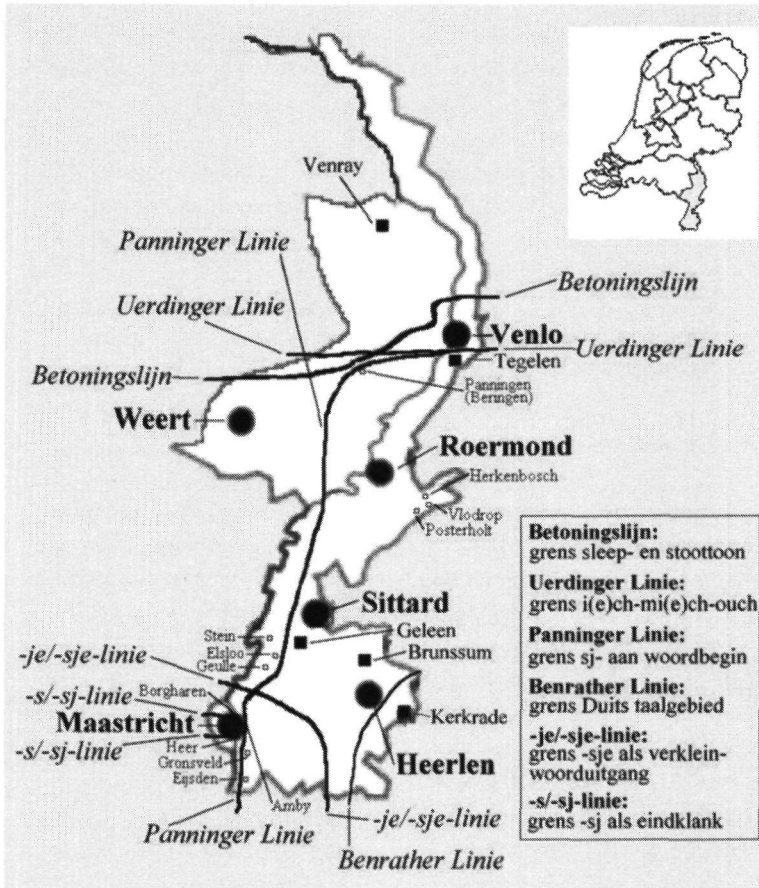 Venray
Panninger Linie
Betoningslijn
Uerdinger Linie
Venlo
Uerdinger Linie
Tegelen
Betoningslijn
Panningen
(Beringen)
Weert
Roermond
Herkenbosch
Vlodrop
Posterholt
Sittard
Stein
Geleen
Elsloo
Brunssum
-je/-sje-linie
Geulle
-s/-sj-linie
Borgharen
Maastricht
Kerkrade
-s/-sj-linie
Heer
Heerlen
Gronsveld
Eijsden
Amby
-je/-sje-linie
Panninger Linie
Benrather Linie
Betoningslijn:
grens sleep- en stoottoon
Uerdinger Linie:
grens i(e)ch-mi(e)ch-ouch
Panninger Linie:
grens sj- aan woordbegin
Benrather Linie:
grens Duits taalgebied
-je/-sje-linie:
grens -sje als verklein-
woorduitgang
-s/-sj-linie:
grens -sj als eindklank